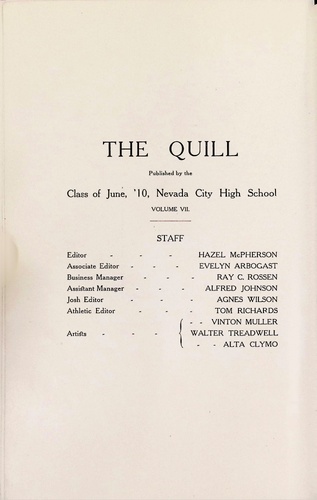 THE QUILL
Published by the
Class of June, '10, Nevada City High School
VOLUME VII.
STAFF
Editor - - - HAZEL McPHERSON
Associate Editor - - - EVELYN ARBOGAST
Business Manager - - - RAY C. ROSSEN
Assistant Manager - - - ALFRED JOHNSON
Josh Editor - - - AGNES WILSON
Athletic Editor - - - TOM RICHARDS
- - VINTON MULLER
Artists - - - WALTER TREADWELL
- - ALTA CLYMO